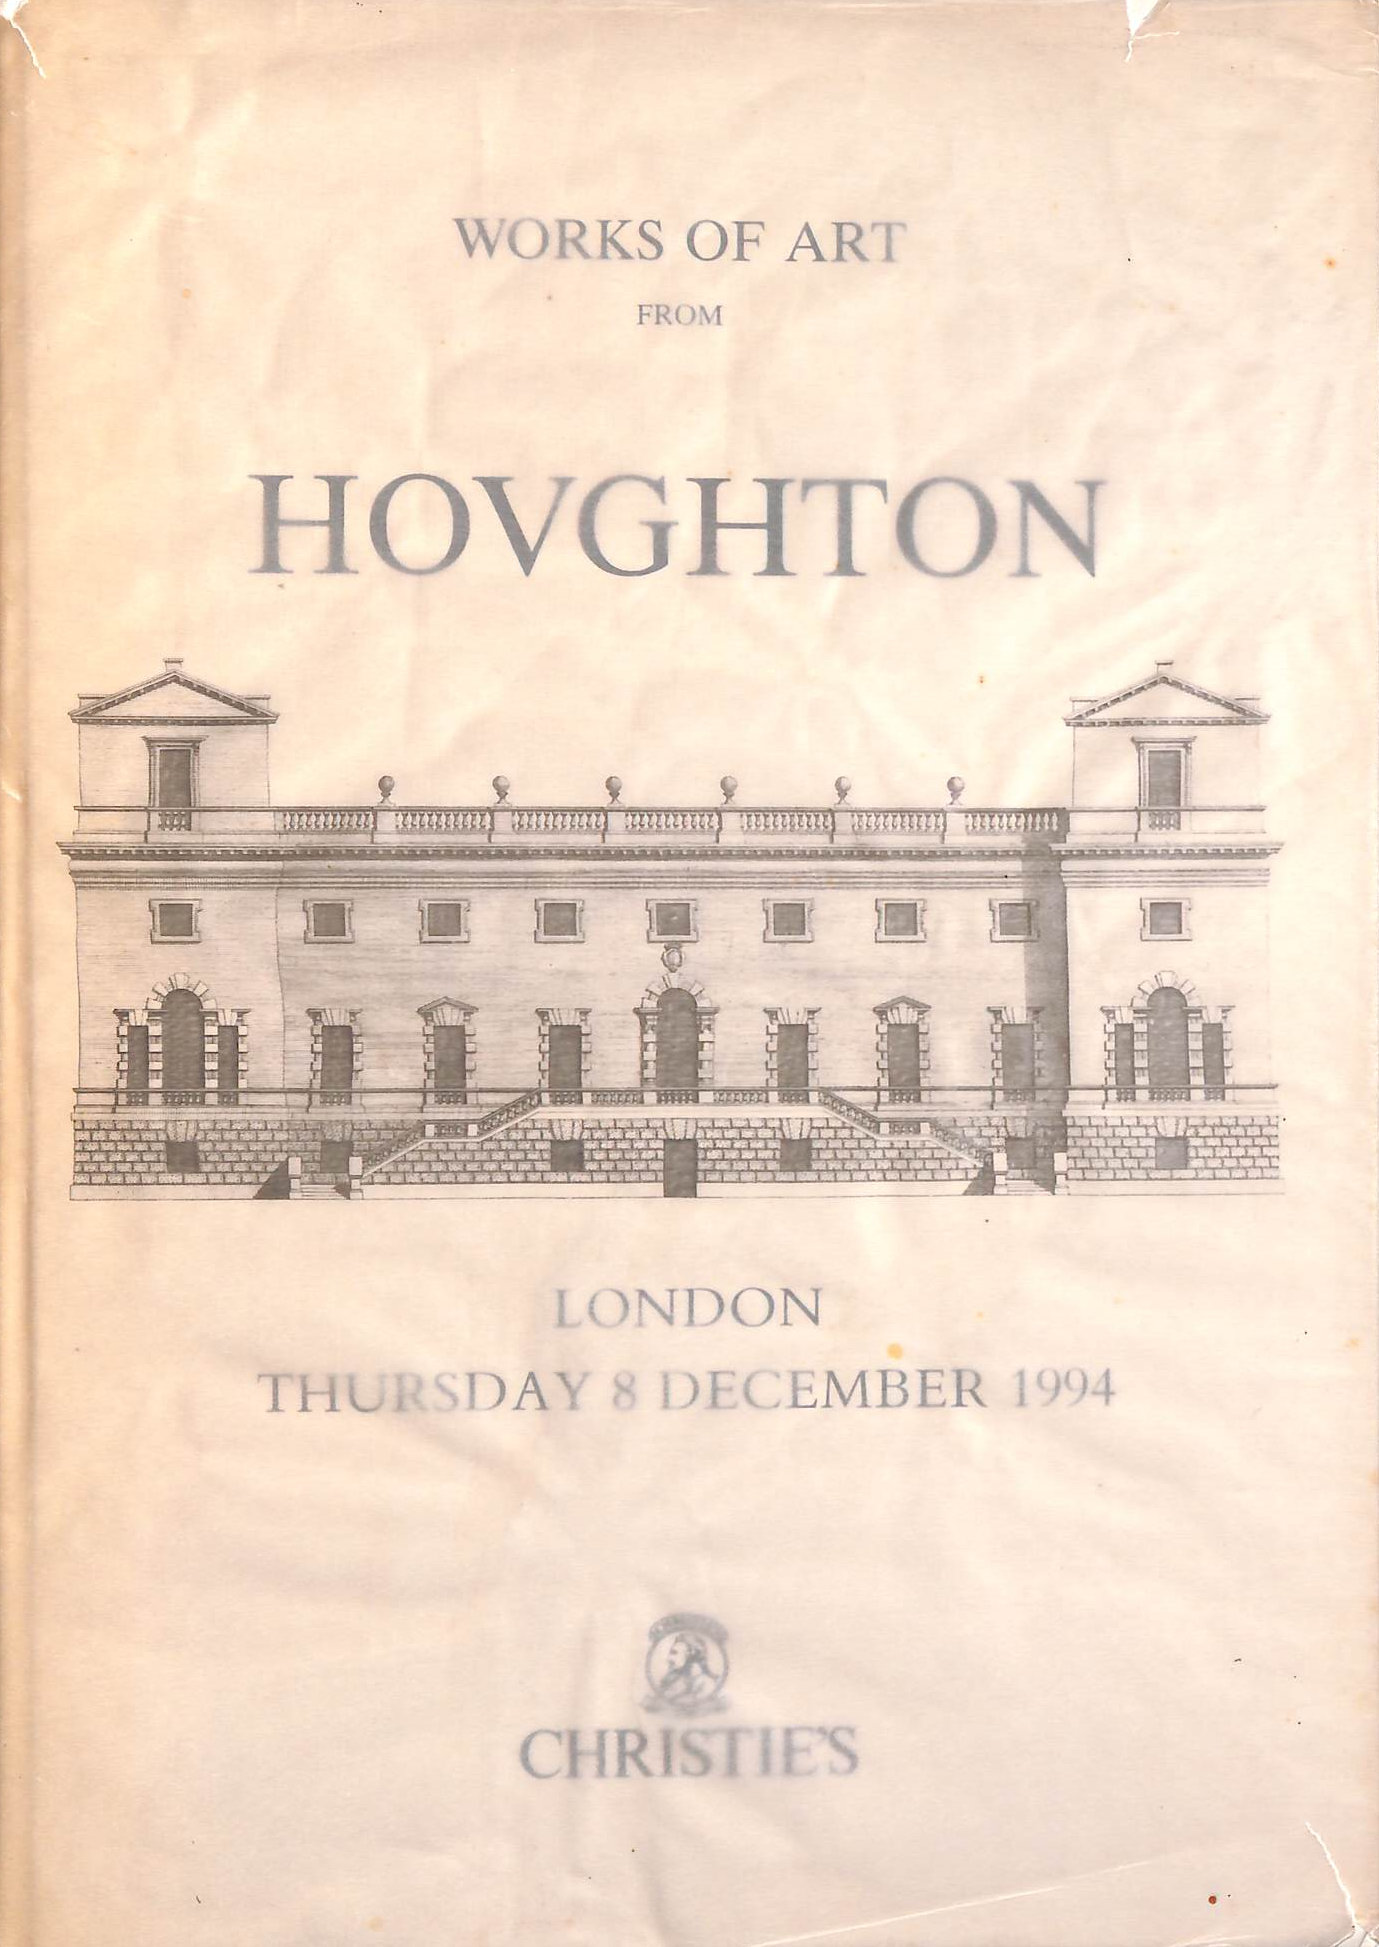 WORKS OF ART
FROM
HOVGHTON
LONDON
THURSDAY 8 DECEMBER 1994
CHRISTIE'S